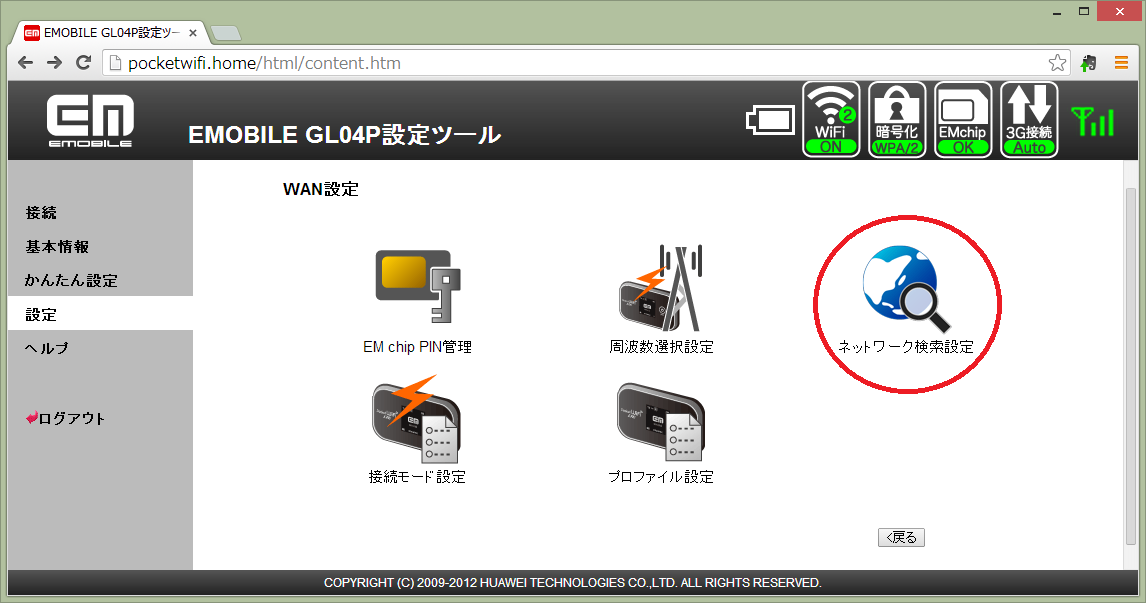 EMOBILE GL04P設定ツー
pocketwifi.home/html/content.htm
EM
EMOBILE
EMOBILE GL04P設定ツール
2
WiFi
ON
暗号化
WPA/2
EMchip
OK
3G接続
Auto
WAN設定
接続
基本情報
かんたん設定
設定
ヘルプ
ログアウト
EM chip PIN管理
周波数選択設定
ネットワーク検索設定
接続モード設定
プロファイル設定
<戻る
COPYRIGHT (C) 2009-2012 HUAWEI TECHNOLOGIES CO.,LTD. ALL RIGHTS RESERVED.